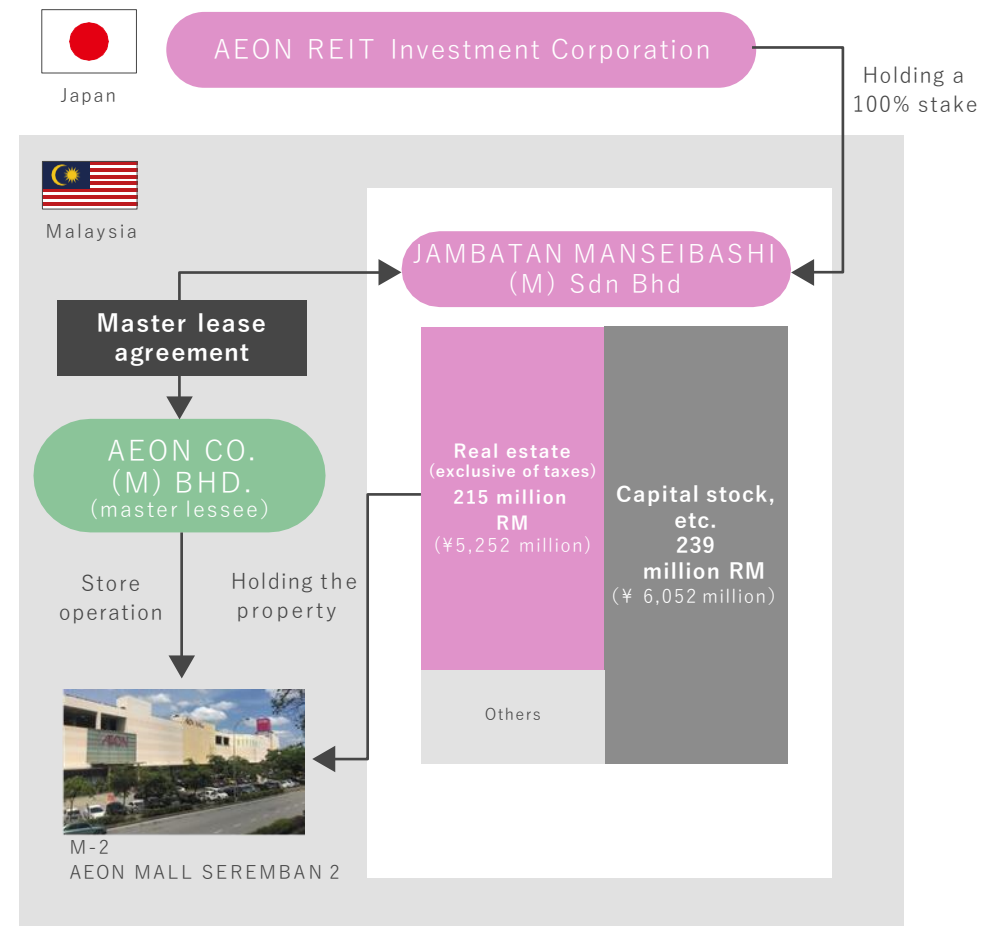 AEON REIT Investment Corporation
Japan
Holding a
100% stake
Malaysia
JAMBATAN MANSEIBASHI
(M) Sdn Bhd
Master lease
agreement
AEON CO.
(M) BHD.
(master lessee)
Real estate
(exclusive of taxes)
215 million
RM
(¥5,252 million)
Capital stock,
etc.
239
million RM
(¥ 6,052 million)
Store
operation
Holding the
property
Others
AEON
M-2
AEON MALL SEREMBAN 2